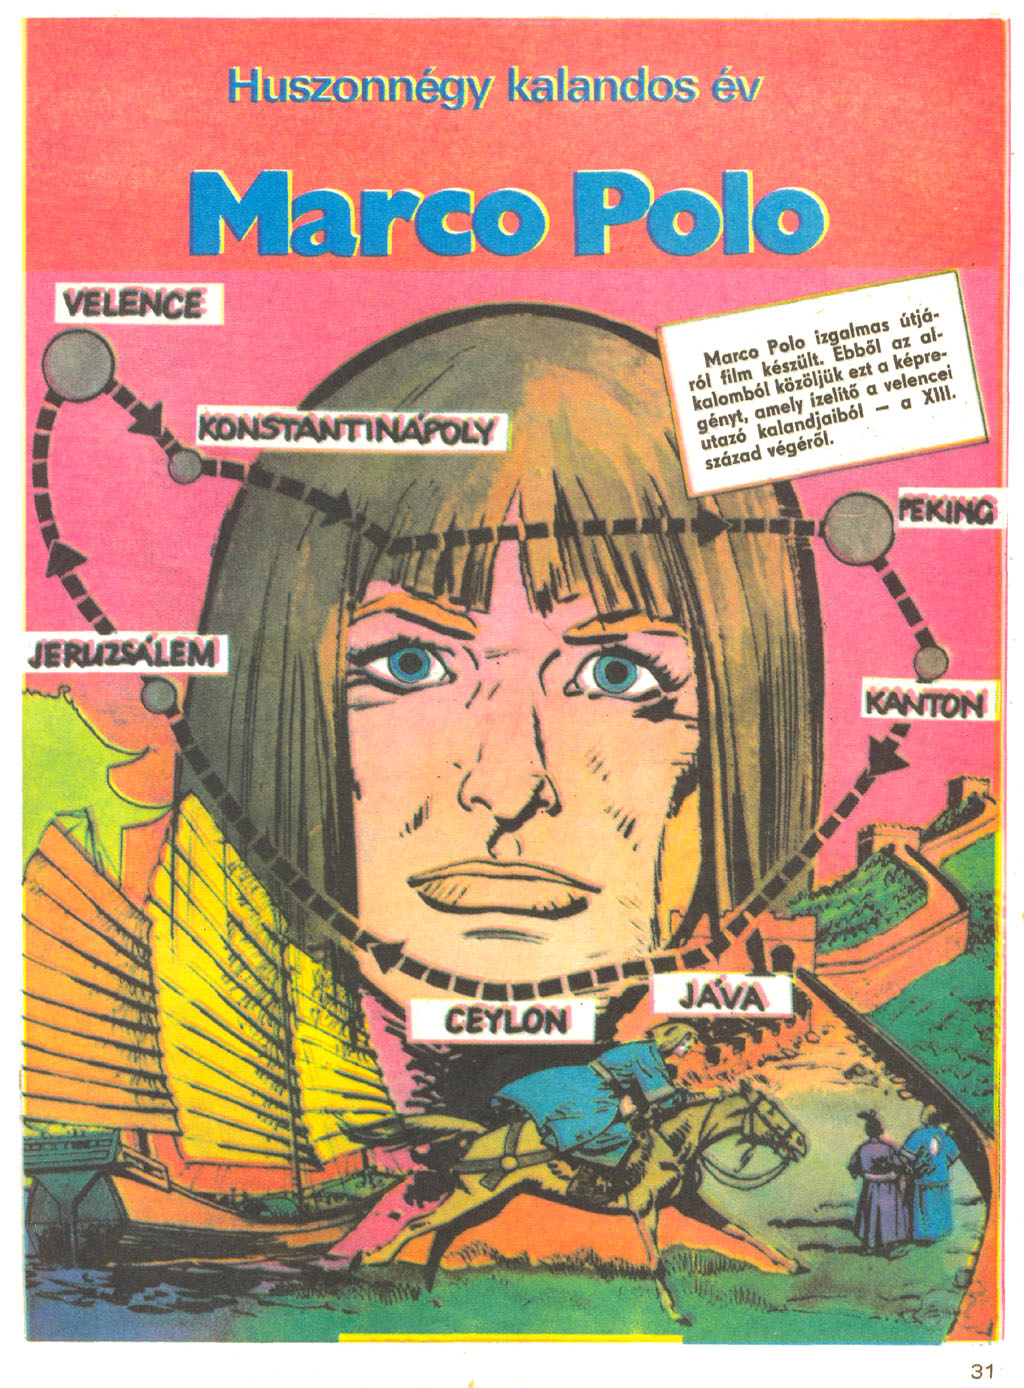 Huszonnégy kalandos év
Marco Polo
VELENCE
Marco Polo izgalmas útjá-
ról film készült. Ebből az al-
kalomból közöljük ezt a képre-
gényt, amely izelítő a velencei
utazó kalandjaiból — a XIII.
század végéről.
KONSTANTINÁPOLY
PEKING
JERUZSÁLEM
KANTON
JÁVA
CEYLON
31